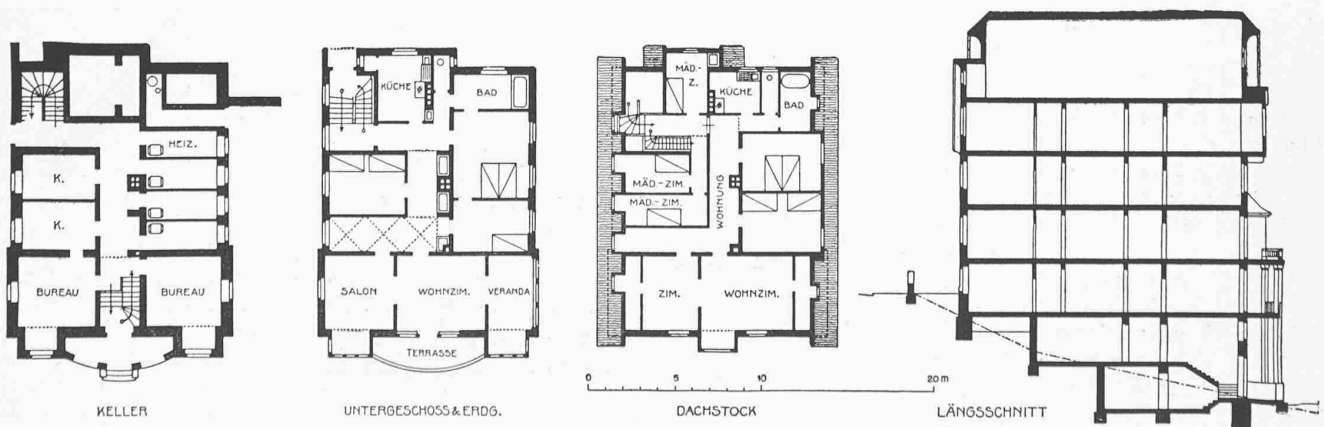 HEIZ.
K.
K.
BUREAU
BUREAU
KELLER
KÜCHE
BAD
SALON
WOHNZIM.
VERANDA
TERRASSE
UNTERGESCHOSS & ERDG.
MÄD.-
Z.
KÜCHE
BAD
MÄD.-ZIM.
MÄD.-ZIM.
WOHNUNG
ZIM.
WOHNZIM.
0 5 10 20 m
DACHSTOCK
LÄNGSSCHNITT